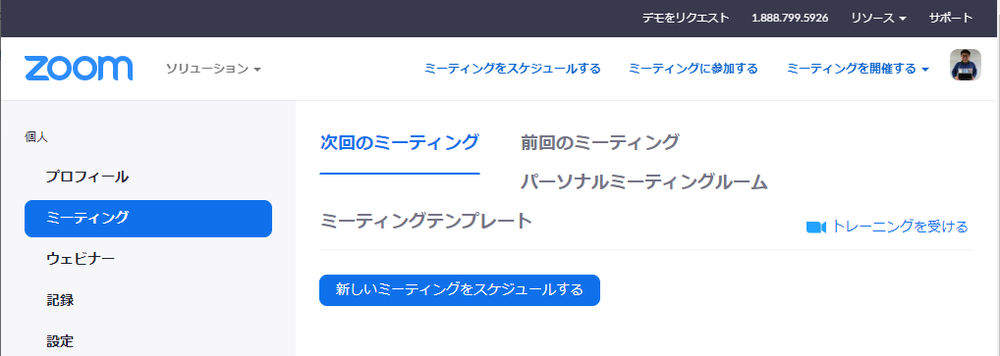 デモをリクエスト 1.888.799.5926 リソース サポート
zoom ソリューション ミーティングをスケジュールする ミーティングに参加する ミーティングを開催する
個人
プロフィール
ミーティング
ウェビナー
記録
設定
次回のミーティング 前回のミーティング
パーソナルミーティングルーム
ミーティングテンプレート
トレーニングを受ける
新しいミーティングをスケジュールする